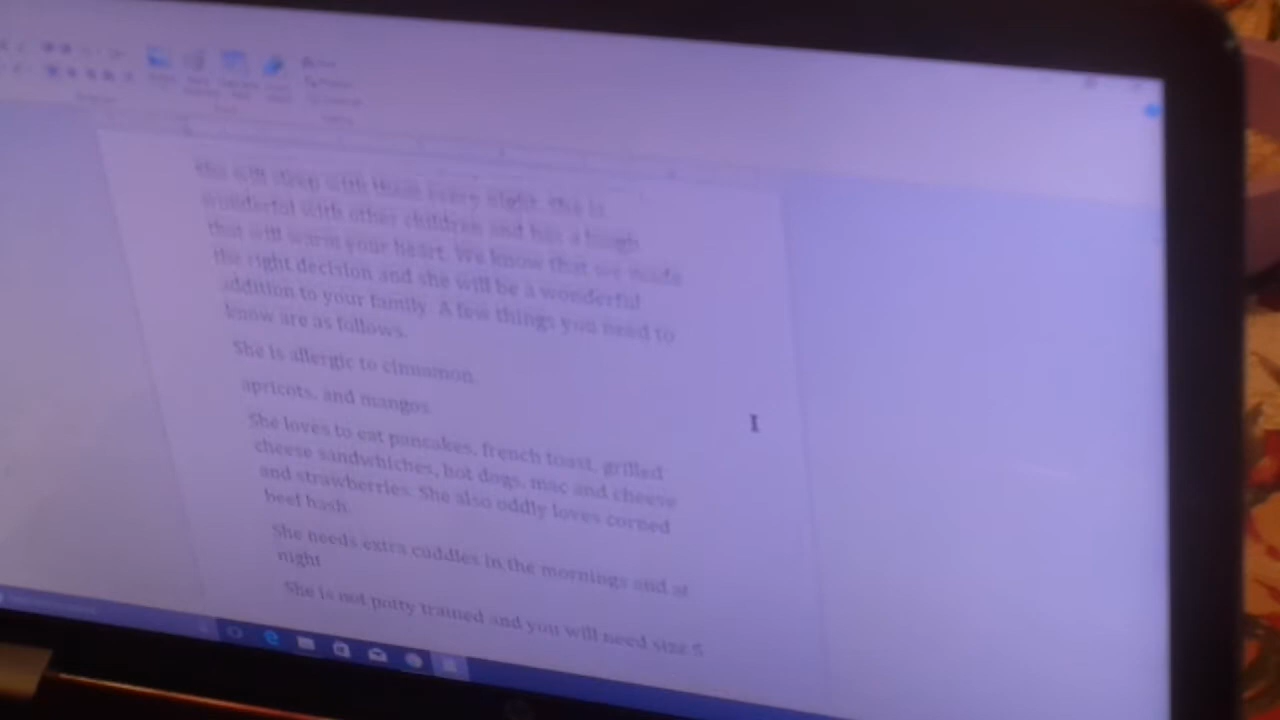 she will sleep with them every night. She is
wonderful with other children and has a laugh
that will warm your heart. We know that we made
the right decision and she will be a wonderful
addition to your family. A few things you need to
know are as follows.
She is allergic to cinnamon,
apricots, and mangos.
She loves to eat pancakes, french toast, grilled
cheese sandwhiches, hot dogs, mac and cheese
and strawberries. She also oddly loves corned
beef hash.
She needs extra cuddles in the mornings and at
night
She is not potty trained and you will need size 5